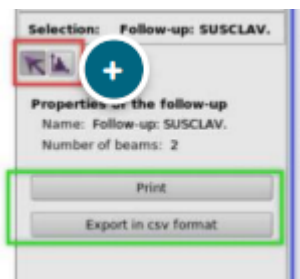 Selection: Follow-up: SUSCLAV.
Properties of the follow-up
Name: Follow-up: SUSCLAV.
Number of beams: 2
Print
Export in csv format